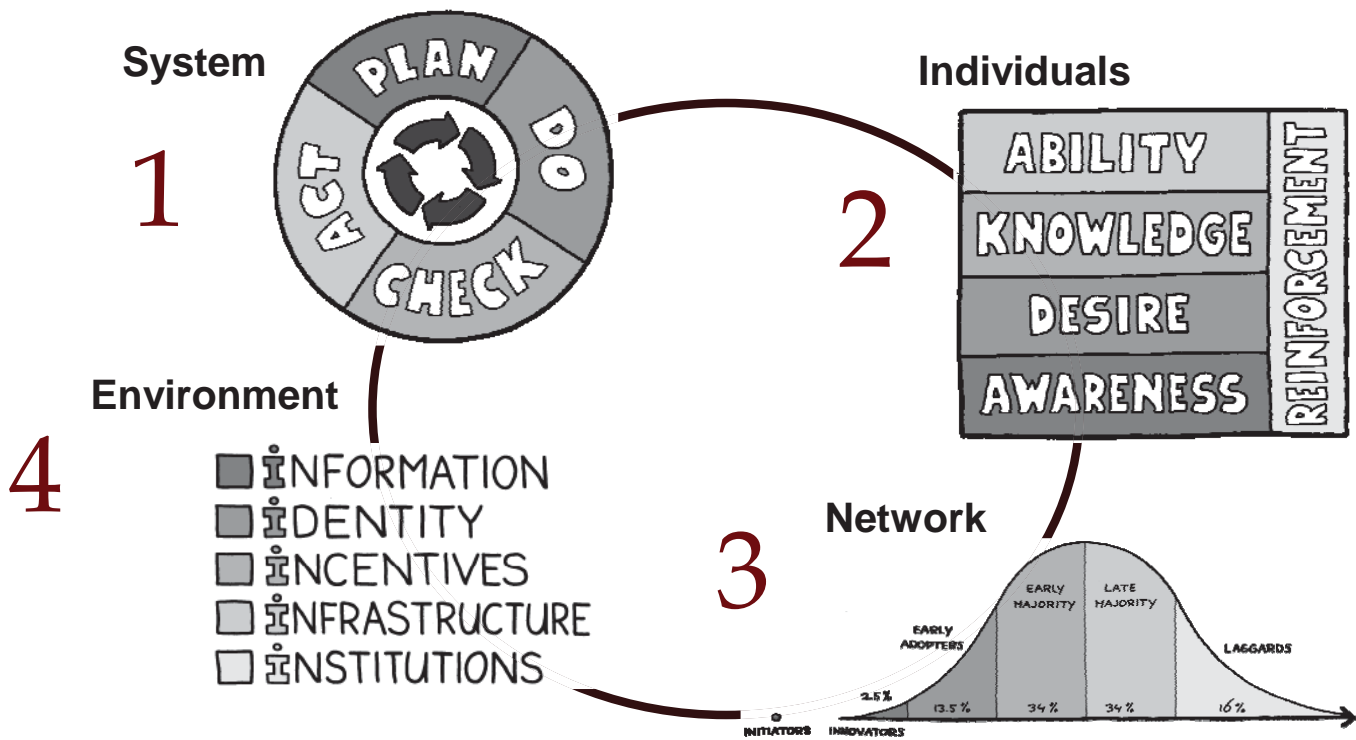 System
1
PLAN
DO
CHECK
ACT
Individuals
2
ABILITY
KNOWLEDGE
DESIRE
AWARENESS
REINFORCEMENT
Network
3
EARLY
MAJORITY
LATE
MAJORITY
EARLY
ADOPTERS
LAGGARDS
2.5%
13.5%
34%
34%
16%
INITIATORS
INNOVATORS
Environment
4
INFORMATION
IDENTITY
INCENTIVES
INFRASTRUCTURE
INSTITUTIONS